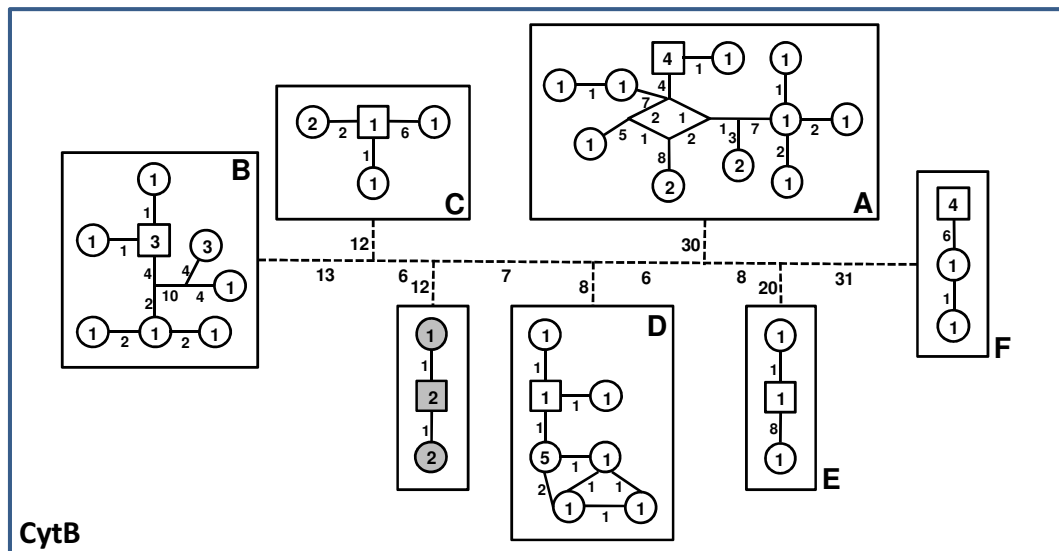 4 1 1
1 1 1 4 1
2 2 1 6 1 7 2 1 1 1
5 1 2 1 3 7 1 2 1
B 1 1 1 8 2 2
1 1 C 2 1 A
1 1 3 3 4
4 4 12 30 6
10 4 1 13 6 7 6 8 31 1
2 12 8 20 1
1 2 1 2 1 1 1 D 1 1 F
1 1 1
2 1 1 1 1
1 1 8
2 5 1 1 1 E
2 1 1
1 1 1
CytB